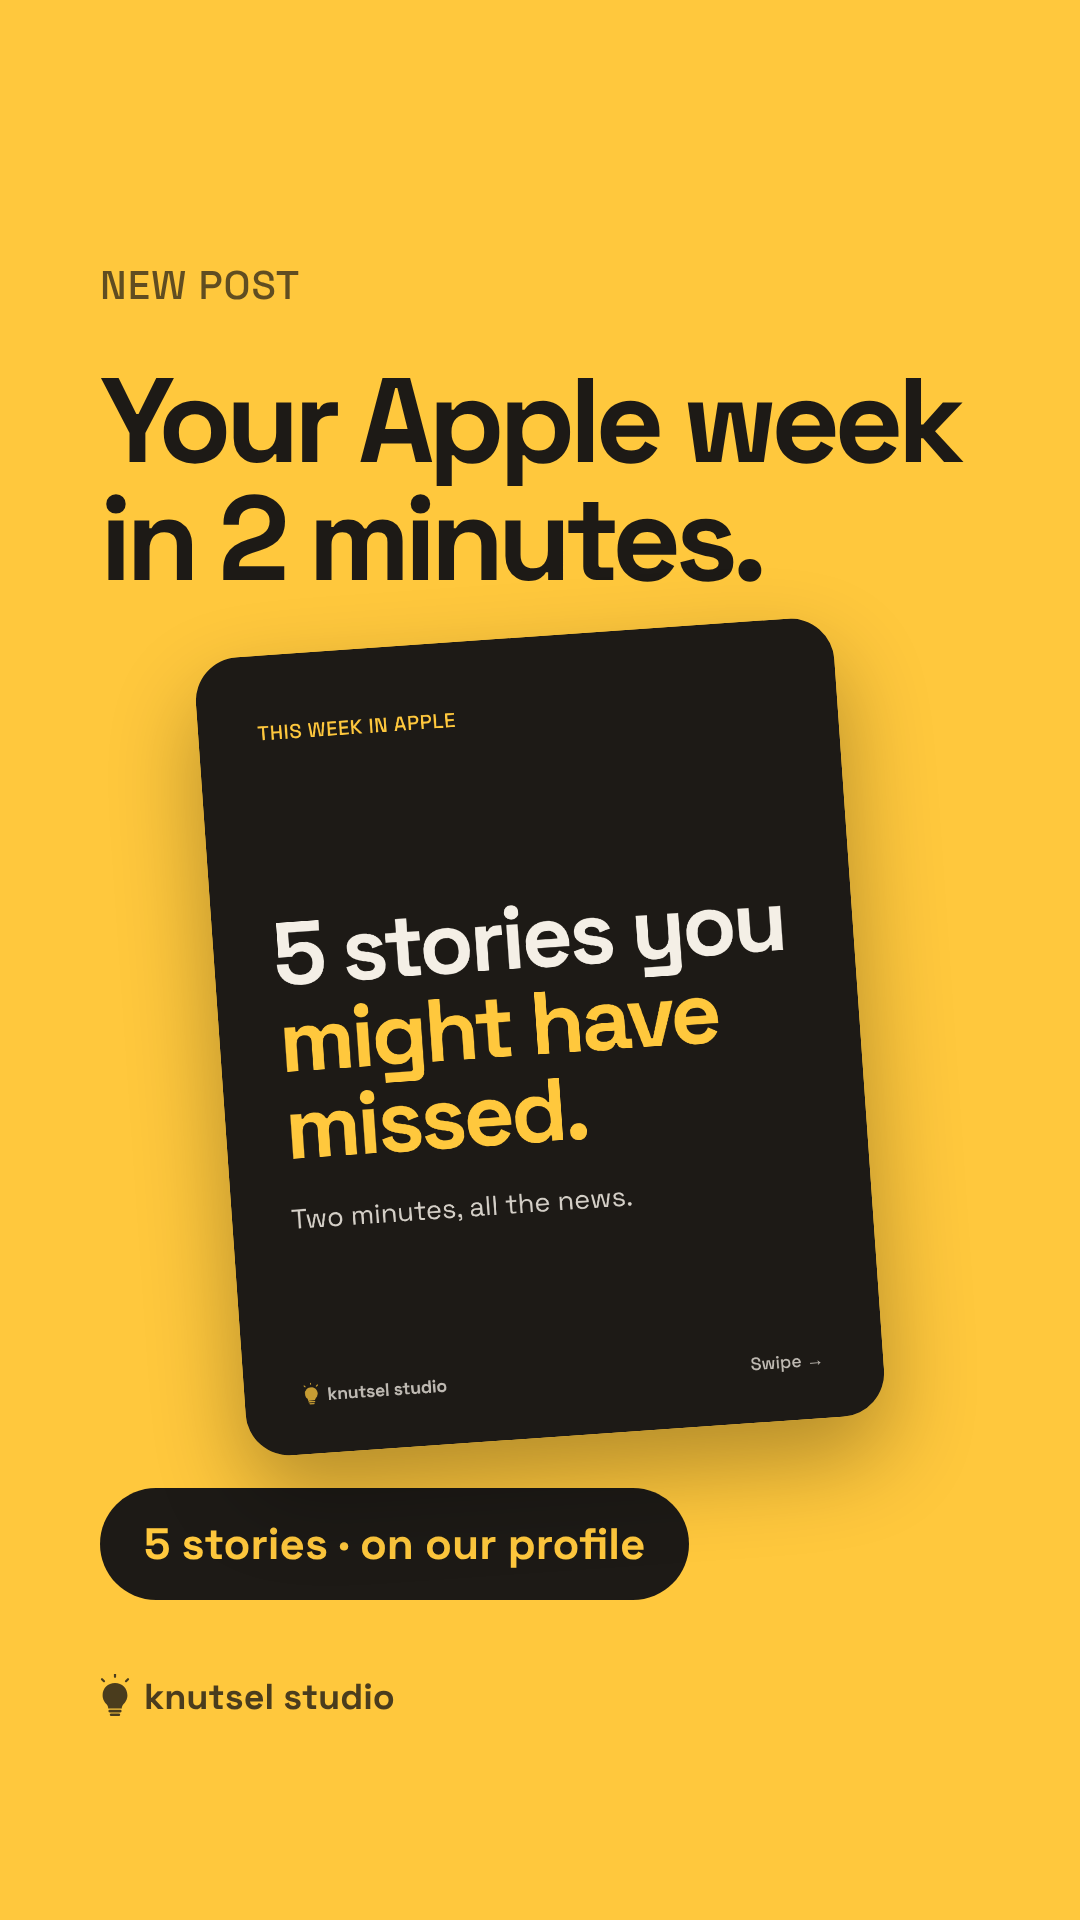 NEW POST
Your Apple week
in 2 minutes.
THIS WEEK IN APPLE
5 stories you
might have
missed.
Two minutes, all the news.
knutsel studio
Swipe →
5 stories · on our profile
knutsel studio